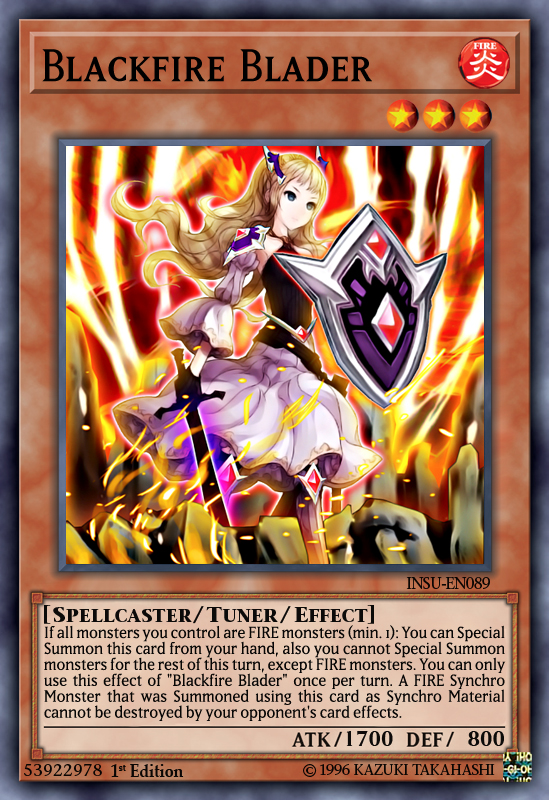 Blackfire Blader
FIRE
炎
INSU-EN089
[Spellcaster/Tuner/Effect]
If all monsters you control are FIRE monsters (min. 1): You can Special
Summon this card from your hand, also you cannot Special Summon
monsters for the rest of this turn, except FIRE monsters. You can only
use this effect of "Blackfire Blader" once per turn. A FIRE Synchro
Monster that was Summoned using this card as Synchro Material
cannot be destroyed by your opponent's card effects.
ATK/1700 DEF/ 800
53922978 1st Edition © 1996 KAZUKI TAKAHASHI